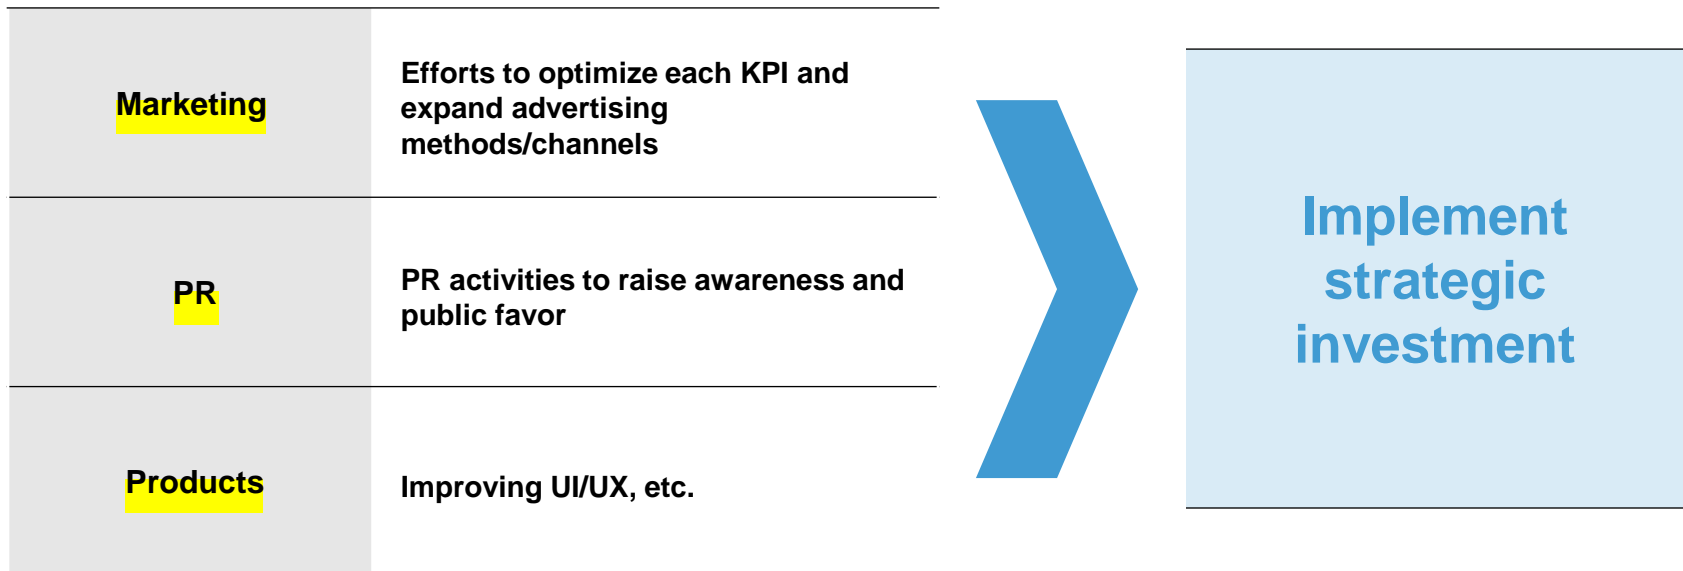 Marketing
Efforts to optimize each KPI and
expand advertising
methods/channels
PR
PR activities to raise awareness and
public favor
Products
Improving UI/UX, etc.
Implement
strategic
investment